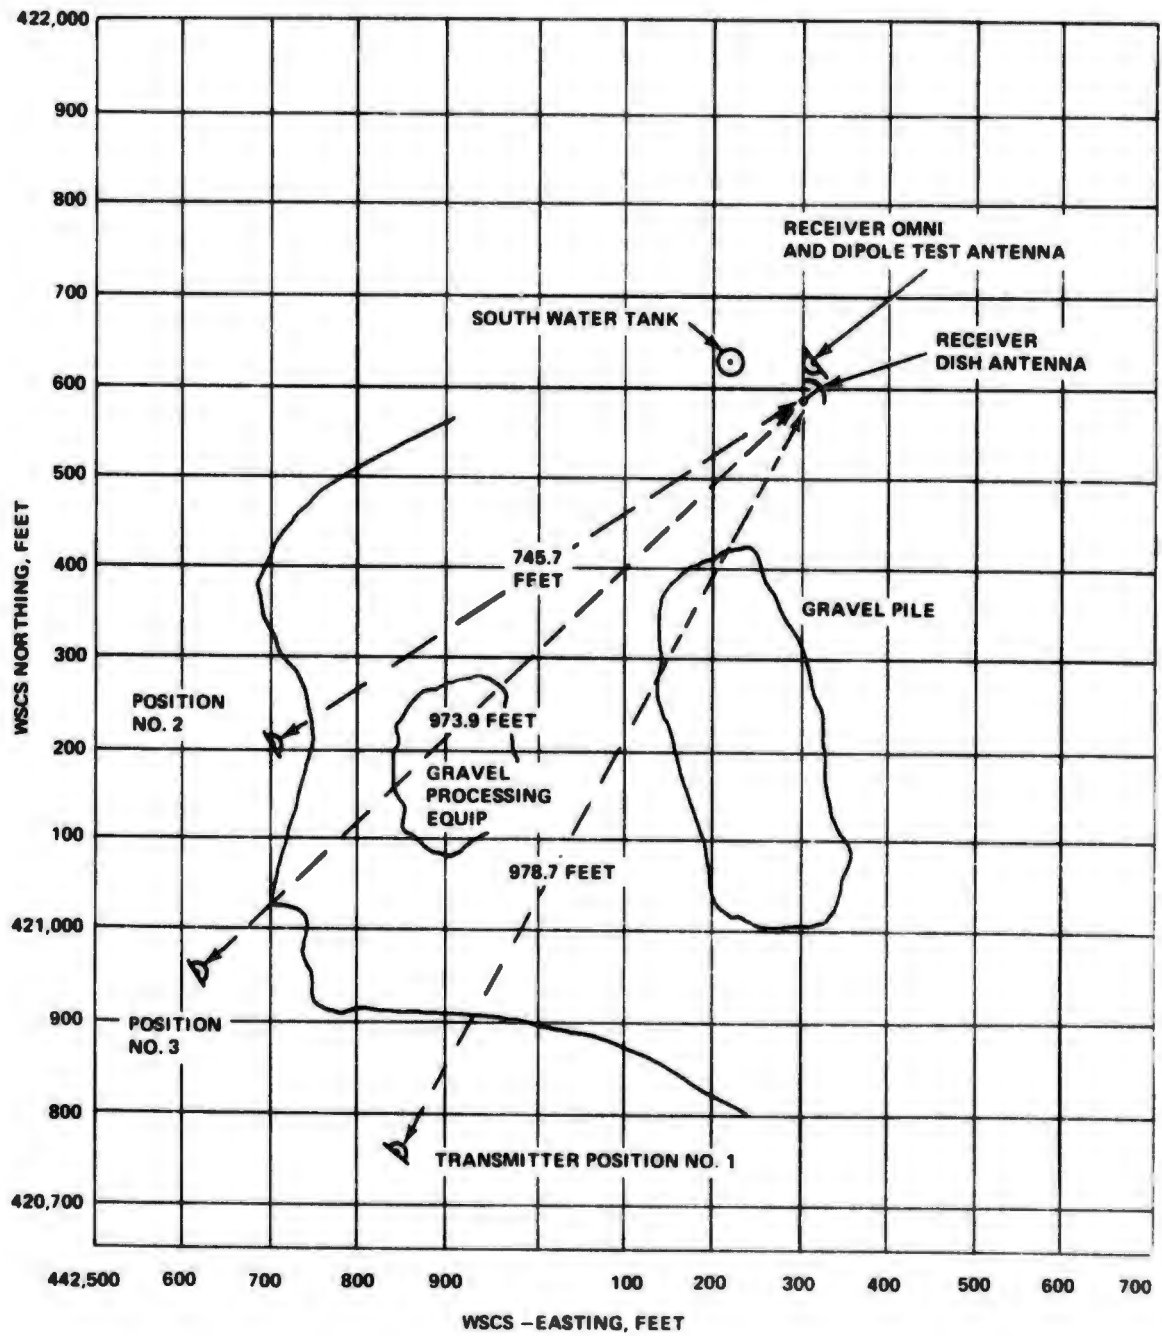 422,000
900
800
700
600
500
400
300
200
100
421,000
900
800
420,700
WSCS NORTHING, FEET
RECEIVER OMNI
AND DIPOLE TEST ANTENNA
SOUTH WATER TANK
RECEIVER
DISH ANTENNA
745.7
FEET
GRAVEL PILE
POSITION
NO. 2
973.9 FEET
GRAVEL
PROCESSING
EQUIP
978.7 FEET
POSITION
NO. 3
TRANSMITTER POSITION NO. 1
442,500 600 700 800 900 100 200 300 400 500 600 700
WSCS –EASTING, FEET